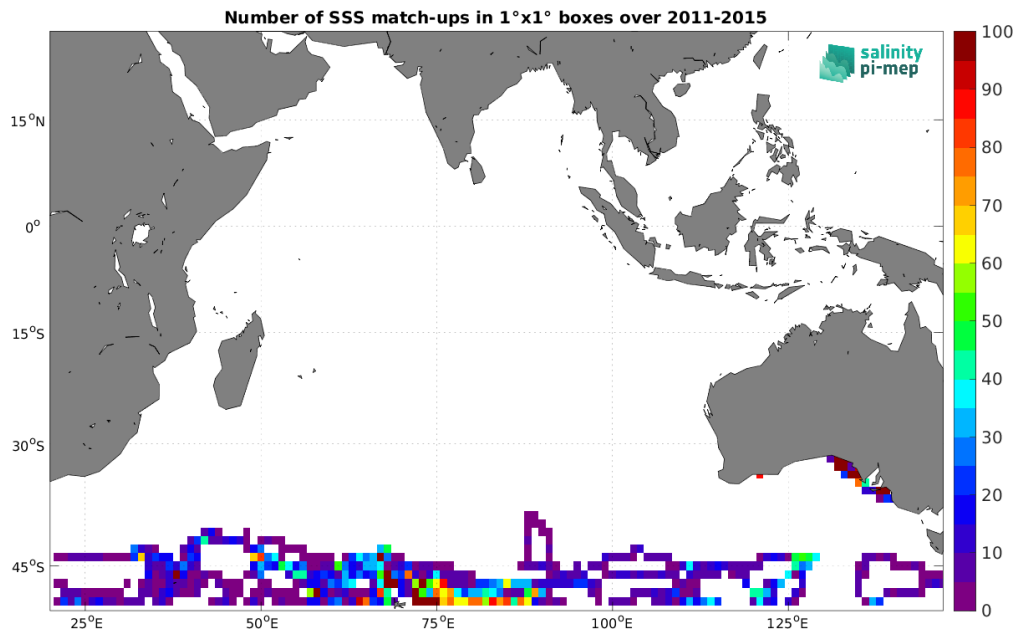 Number of SSS match-ups in 1°x1° boxes over 2011-2015
salinity
pi-mep
100
90
80
70
60
50
40
30
20
10
0
15°N
0°
15°S
30°S
45°S
25°E
50°E
75°E
100°E
125°E